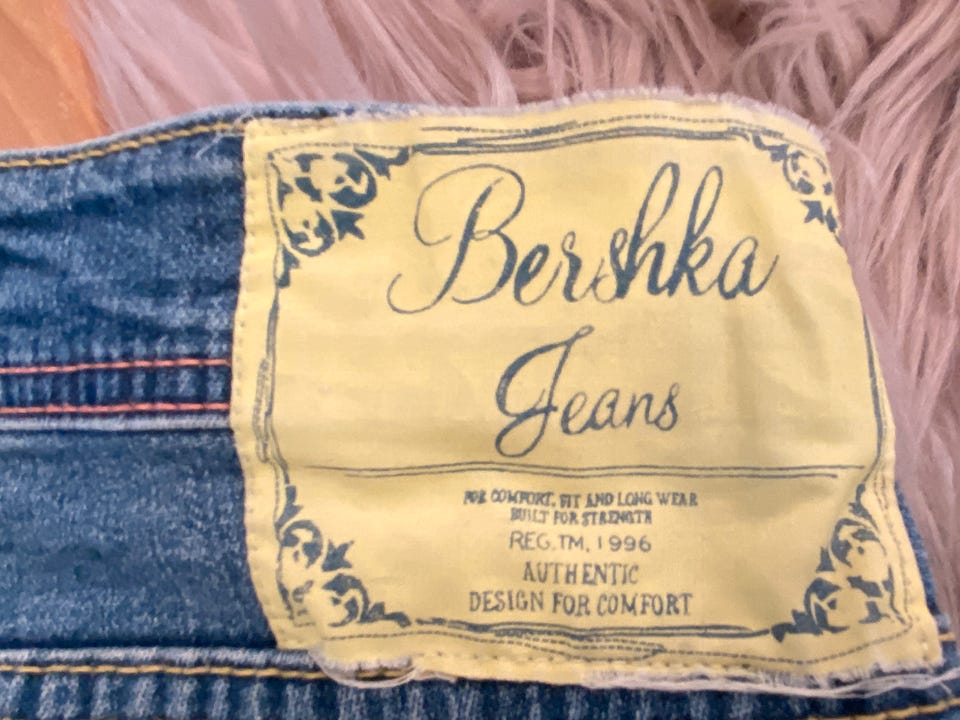 Bershka
Jeans
FOR COMFORT, FIT AND LONG WEAR
BUILT FOR STRENGTH
REG.TM, 1996
AUTHENTIC
DESIGN FOR COMFORT